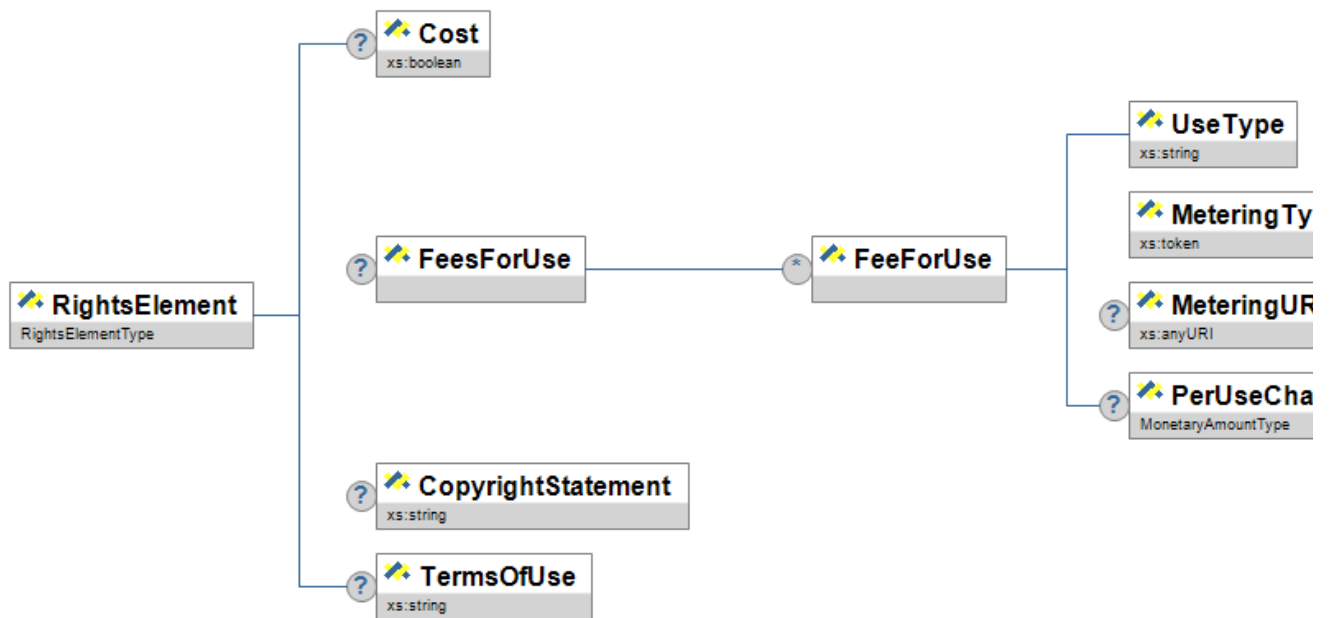 ? Cost
xs:boolean
UseType
xs:string
MeteringTy
xs:token
? FeesForUse
* FeeForUse
RightsElement
RightsElementType
? MeteringUR
xs:anyURI
? PerUseCha
MonetaryAmountType
? CopyrightStatement
xs:string
? TermsOfUse
xs:string